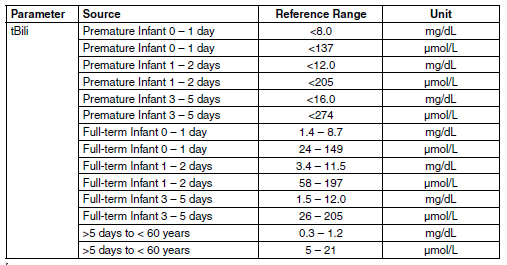 Parameter Source Reference Range Unit
tBili Premature Infant 0 – 1 day <8.0 mg/dL
Premature Infant 0 – 1 day <137 µmol/L
Premature Infant 1 – 2 days <12.0 mg/dL
Premature Infant 1 – 2 days <205 µmol/L
Premature Infant 3 – 5 days <16.0 mg/dL
Premature Infant 3 – 5 days <274 µmol/L
Full-term Infant 0 – 1 day 1.4 – 8.7 mg/dL
Full-term Infant 0 – 1 day 24 – 149 µmol/L
Full-term Infant 1 – 2 days 3.4 – 11.5 mg/dL
Full-term Infant 1 – 2 days 58 – 197 µmol/L
Full-term Infant 3 – 5 days 1.5 – 12.0 mg/dL
Full-term Infant 3 – 5 days 26 – 205 µmol/L
>5 days to < 60 years 0.3 – 1.2 mg/dL
>5 days to < 60 years 5 – 21 µmol/L